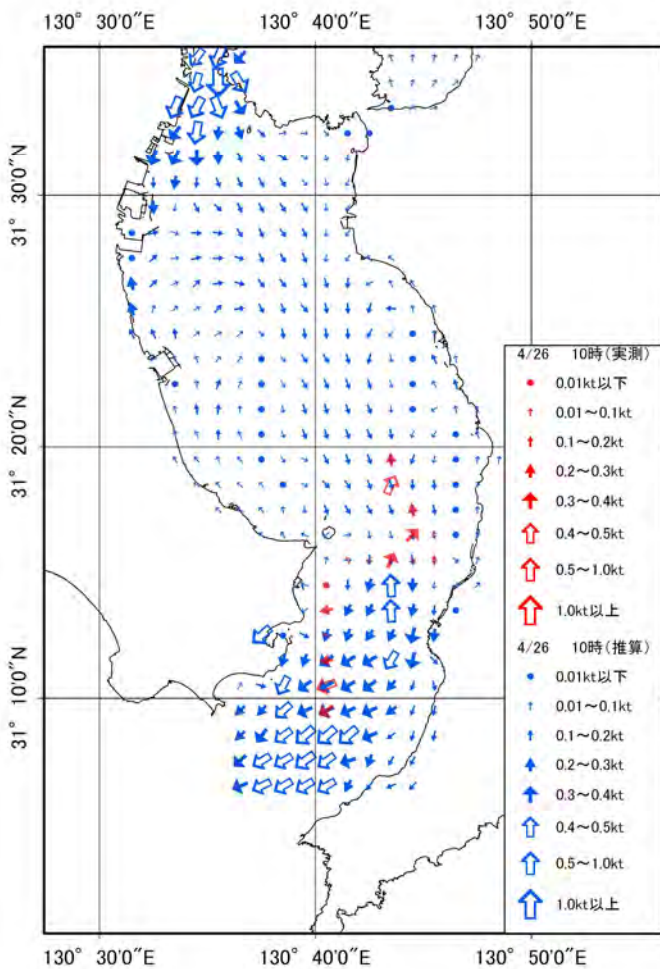 130° 30′0″E 130° 40′0″E 130° 50′0″E
31° 30′0″N
31° 20′0″N
31° 10′0″N
4/26 10時(実測)
0.01kt以下
0.01～0.1kt
0.1～0.2kt
0.2～0.3kt
0.3～0.4kt
0.4～0.5kt
0.5～1.0kt
1.0kt以上
4/26 10時(推算)
0.01kt以下
0.01～0.1kt
0.1～0.2kt
0.2～0.3kt
0.3～0.4kt
0.4～0.5kt
0.5～1.0kt
1.0kt以上
130° 30′0″E 130° 40′0″E 130° 50′0″E